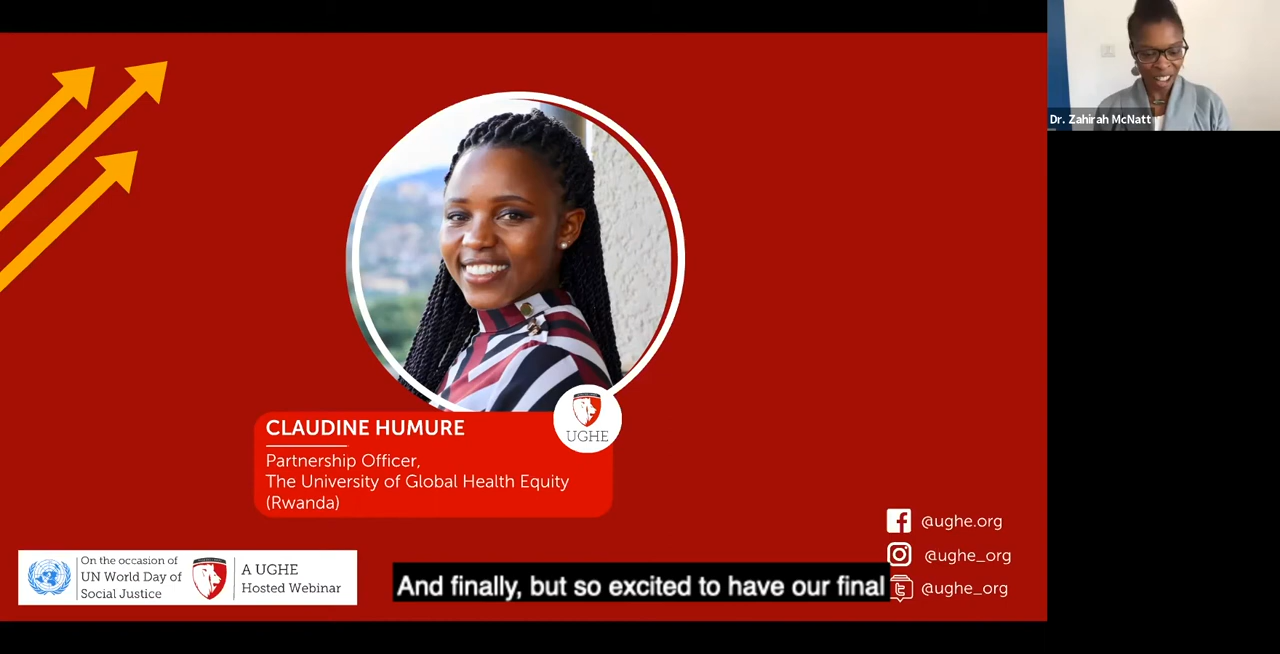 Dr. Zahirah McNatt
UGHE
CLAUDINE HUMURE
Partnership Officer,
The University of Global Health Equity
(Rwanda)
@ughe.org
@ughe_org
@ughe_org
On the occasion of
UN World Day of
Social Justice
A UGHE
Hosted Webinar
And finally, but so excited to have our final